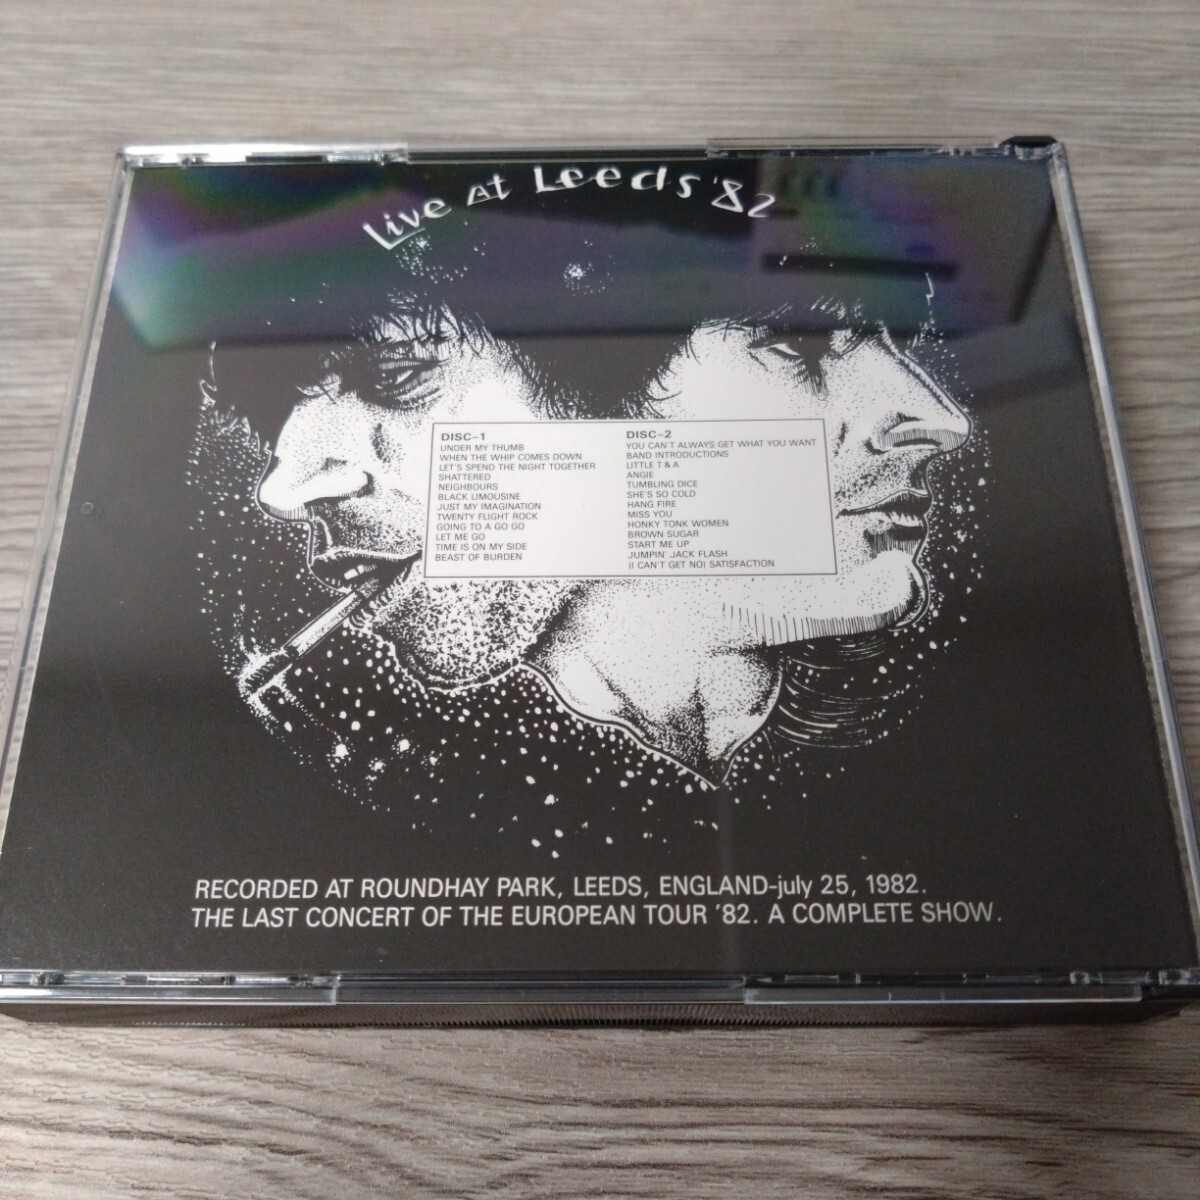 Live At Leeds '82
DISC-1
UNDER MY THUMB
WHEN THE WHIP COMES DOWN
LET'S SPEND THE NIGHT TOGETHER
SHATTERED
NEIGHBOURS
BLACK LIMOUSINE
JUST MY IMAGINATION
TWENTY FLIGHT ROCK
GOING TO A GO GO
LET ME GO
TIME IS ON MY SIDE
BEAST OF BURDEN
DISC-2
YOU CAN'T ALWAYS GET WHAT YOU WANT
BAND INTRODUCTIONS
LITTLE T & A
ANGIE
TUMBLING DICE
SHE'S SO COLD
HANG FIRE
MISS YOU
HONKY TONK WOMEN
BROWN SUGAR
START ME UP
JUMPIN' JACK FLASH
(I CAN'T GET NO) SATISFACTION
RECORDED AT ROUNDHAY PARK, LEEDS, ENGLAND-july 25, 1982.
THE LAST CONCERT OF THE EUROPEAN TOUR '82. A COMPLETE SHOW.